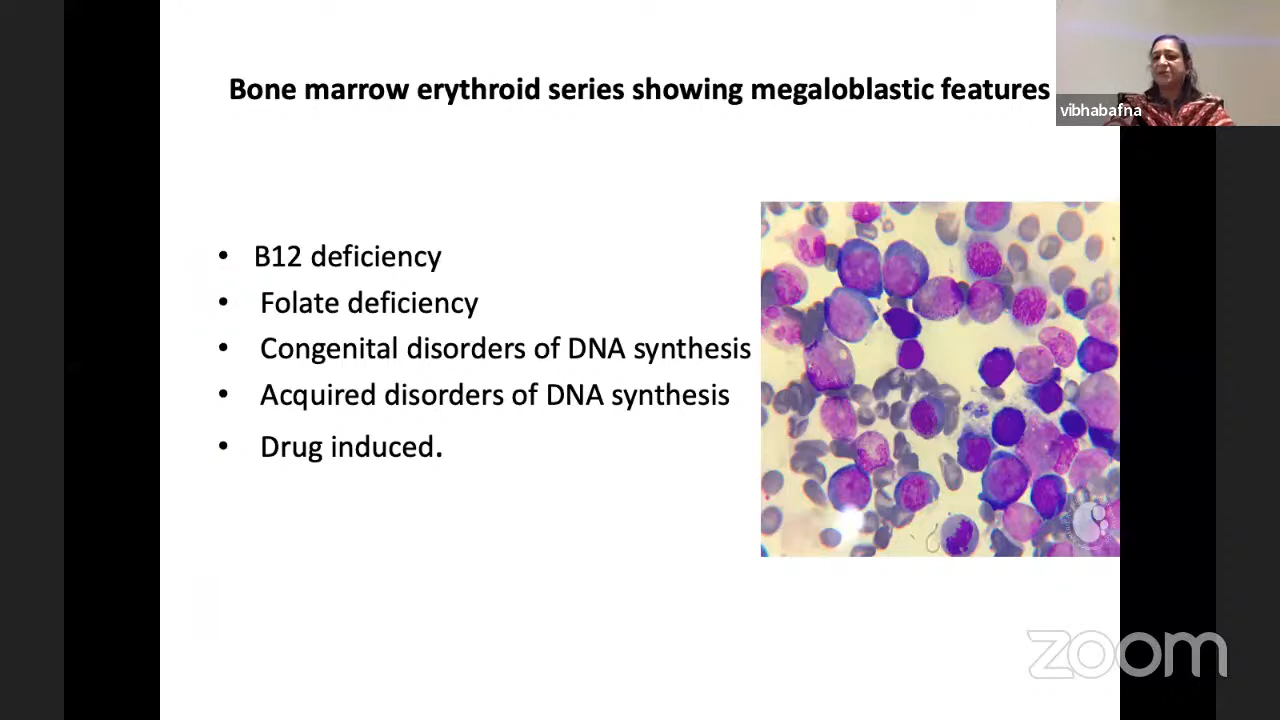 Bone marrow erythroid series showing megaloblastic features
vibhabafna
• B12 deficiency
• Folate deficiency
• Congenital disorders of DNA synthesis
• Acquired disorders of DNA synthesis
• Drug induced.
zoom